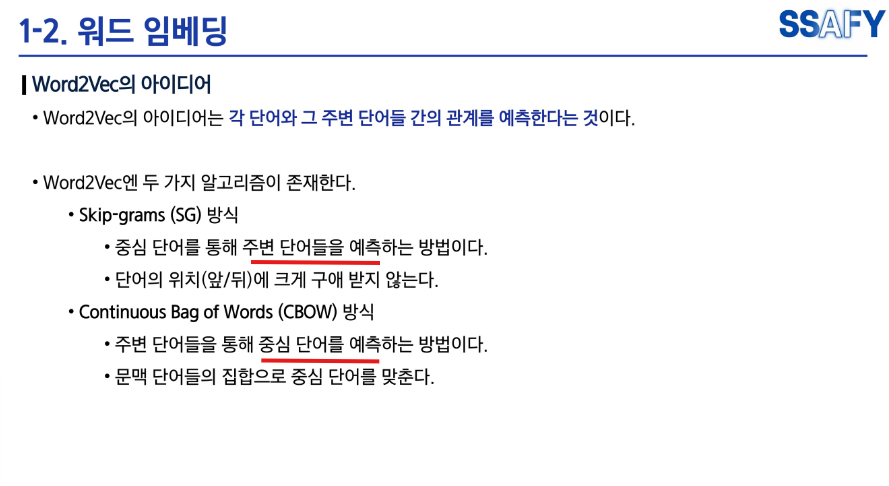 1-2. 워드 임베딩
SSAFY
Word2Vec의 아이디어
• Word2Vec의 아이디어는 각 단어와 그 주변 단어들 간의 관계를 예측한다는 것이다.
• Word2Vec엔 두 가지 알고리즘이 존재한다.
• Skip-grams (SG) 방식
• 중심 단어를 통해 주변 단어들을 예측하는 방법이다.
• 단어의 위치(앞/뒤)에 크게 구애 받지 않는다.
• Continuous Bag of Words (CBOW) 방식
• 주변 단어들을 통해 중심 단어를 예측하는 방법이다.
• 문맥 단어들의 집합으로 중심 단어를 맞춘다.